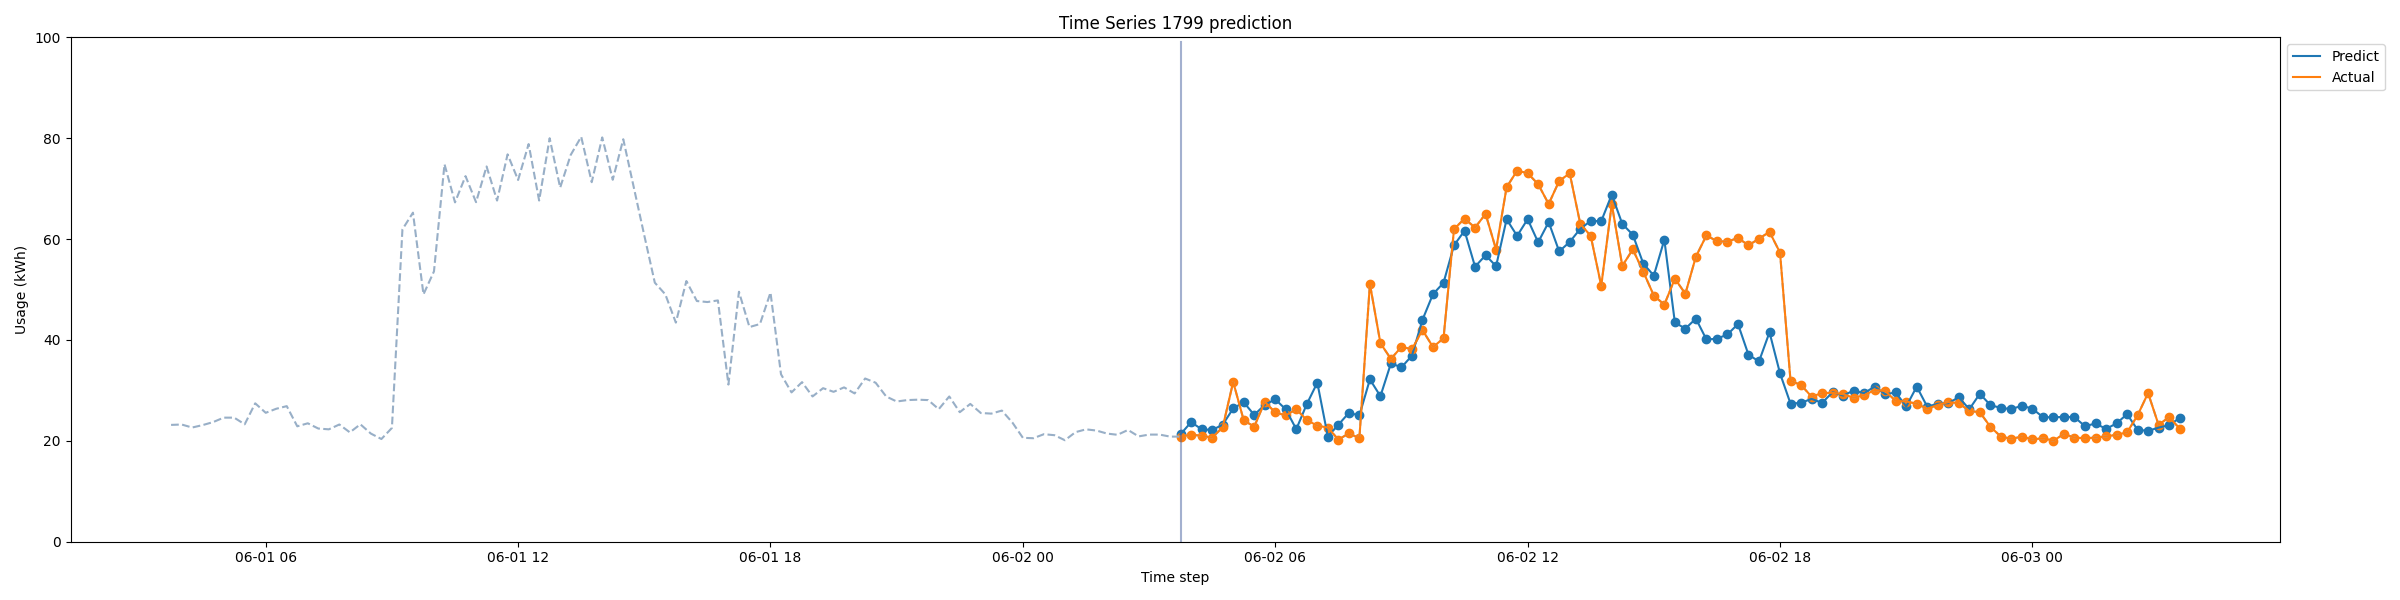 Time Series 1799 prediction
100
80
60
40
20
0
Usage (kWh)
06-01 06
06-01 12
06-01 18
06-02 00
06-02 06
06-02 12
06-02 18
06-03 00
Time step
Predict
Actual